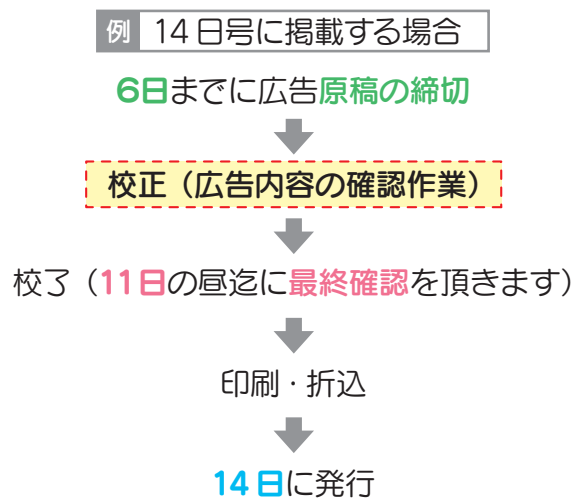 例 14日号に掲載する場合
6日までに広告原稿の締切
校正（広告内容の確認作業）
校了（11日の昼迄に最終確認を頂きます）
印刷・折込
14日に発行